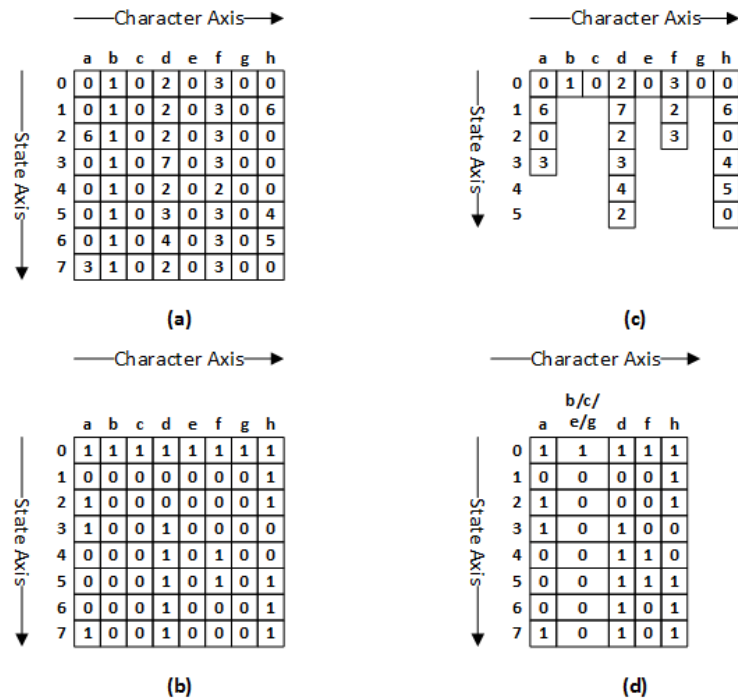 Character Axis
a b c d e f g h
State Axis
0 0 1 0 2 0 3 0 0
1 0 1 0 2 0 3 0 6
2 6 1 0 2 0 3 0 0
3 0 1 0 7 0 3 0 0
4 0 1 0 2 0 2 0 0
5 0 1 0 3 0 3 0 4
6 0 1 0 4 0 3 0 5
7 3 1 0 2 0 3 0 0
(a)
Character Axis
a b c d e f g h
State Axis
0 0 1 0 2 0 3 0 0
1 6 7 2 6
2 0 2 3 0
3 3 3 4
4 4 5
5 2 0
(c)
Character Axis
a b c d e f g h
State Axis
0 1 1 1 1 1 1 1 1
1 0 0 0 0 0 0 0 1
2 1 0 0 0 0 0 0 1
3 1 0 0 1 0 0 0 0
4 0 0 0 1 0 1 0 0
5 0 0 0 1 0 1 0 1
6 0 0 0 1 0 0 0 1
7 1 0 0 1 0 0 0 1
(b)
Character Axis
b/c/
a e/g d f h
State Axis
0 1 1 1 1 1
1 0 0 0 0 1
2 1 0 0 0 1
3 1 0 1 0 0
4 0 0 1 1 0
5 0 0 1 1 1
6 0 0 1 0 1
7 1 0 1 0 1
(d)